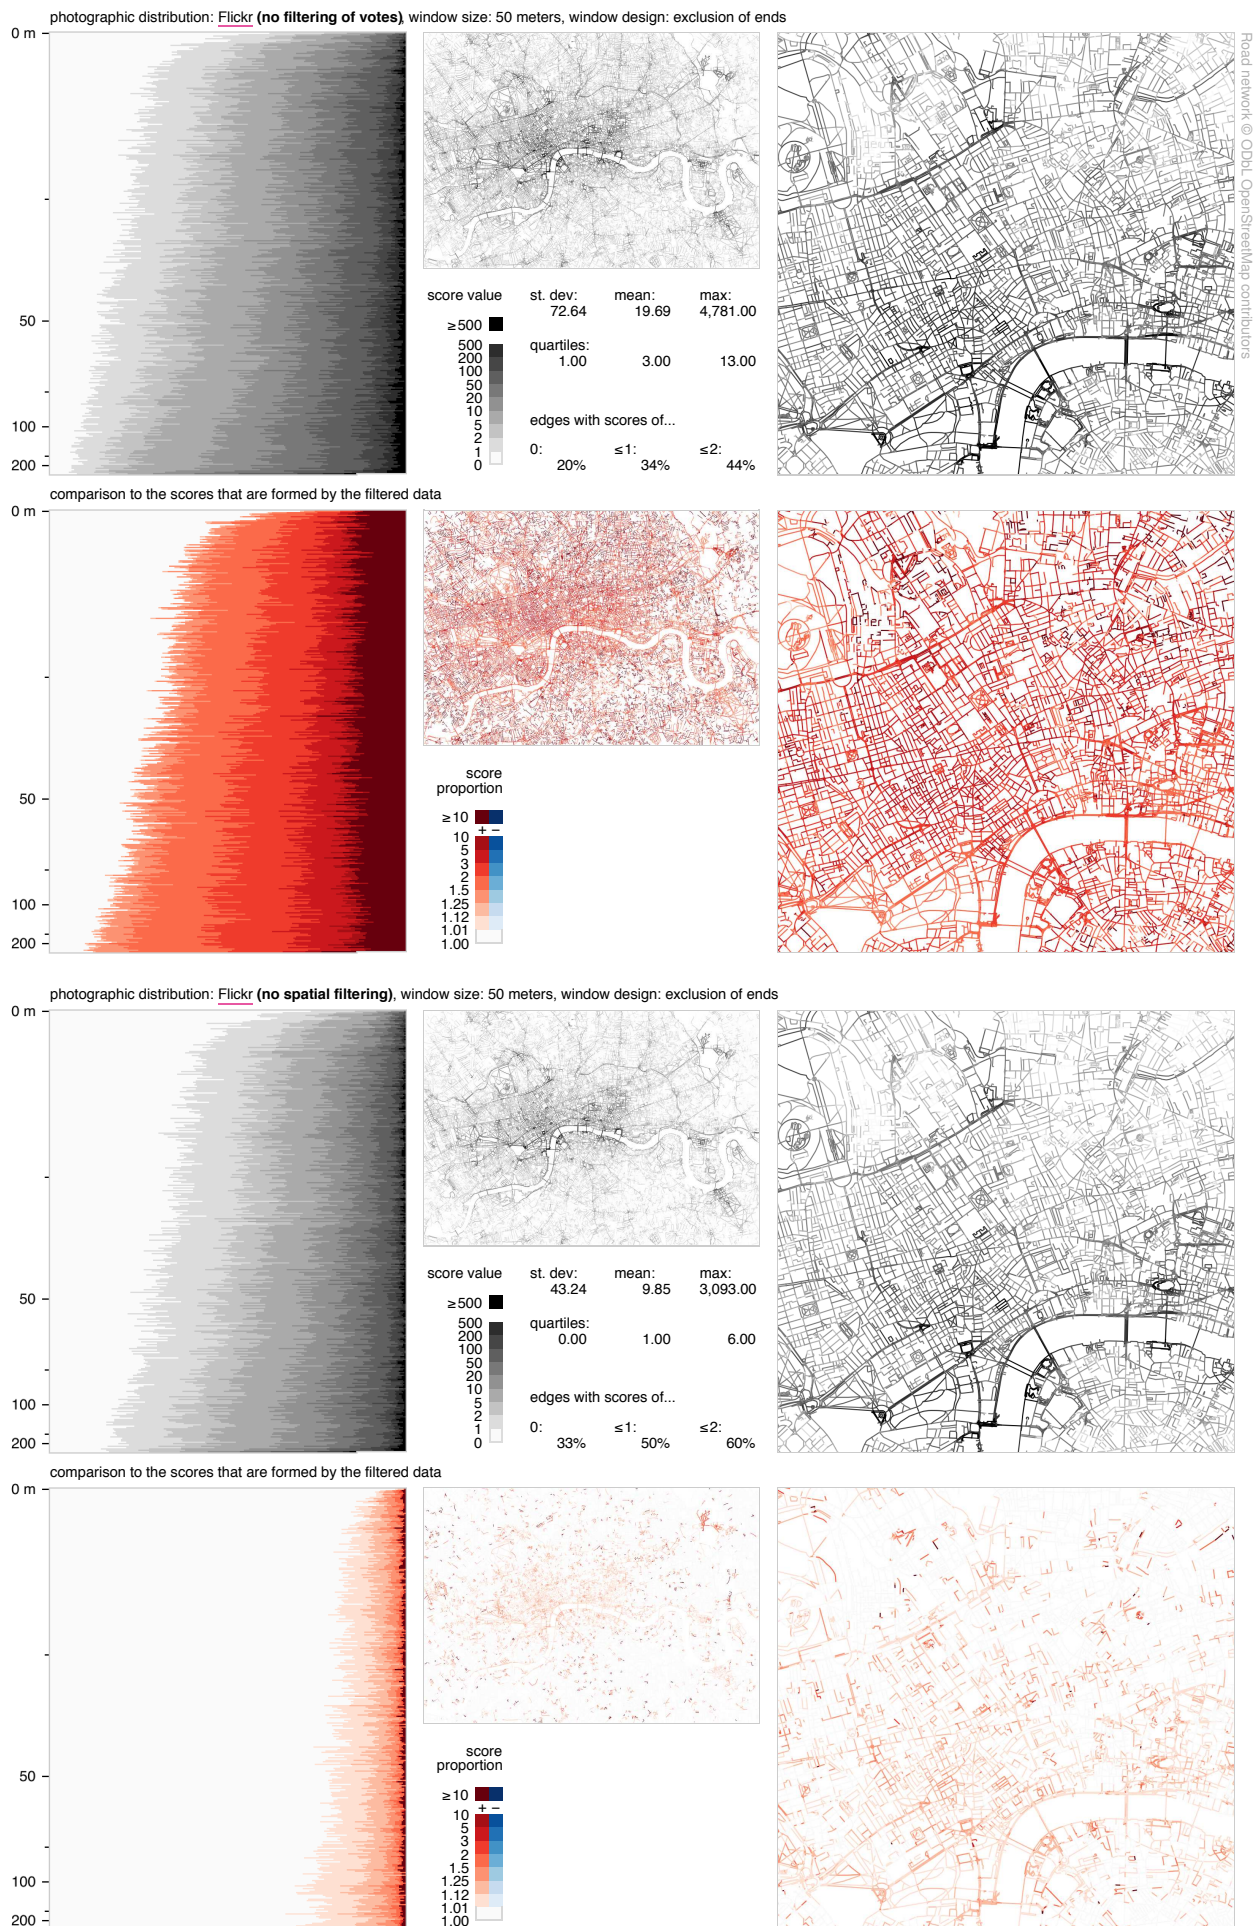 photographic distribution: Flickr (no filtering of votes), window size: 50 meters, window design: exclusion of ends
0 m
50
100
200
Road network © ODbL OpenStreetMap contributors
score value
≥500
500
200
100
50
20
10
5
2
1
0
st. dev: mean: max:
72.64 19.69 4,781.00
quartiles:
1.00 3.00 13.00
edges with scores of...
0: ≤1: ≤2:
20% 34% 44%
comparison to the scores that are formed by the filtered data
0 m
50
100
200
score
proportion
≥10
+ −
10
5
3
2
1.5
1.25
1.12
1.01
1.00
photographic distribution: Flickr (no spatial filtering), window size: 50 meters, window design: exclusion of ends
0 m
50
100
200
score value
≥500
500
200
100
50
20
10
5
2
1
0
st. dev: mean: max:
43.24 9.85 3,093.00
quartiles:
0.00 1.00 6.00
edges with scores of...
0: ≤1: ≤2:
33% 50% 60%
comparison to the scores that are formed by the filtered data
0 m
50
100
200
score
proportion
≥10
+ −
10
5
3
2
1.5
1.25
1.12
1.01
1.00